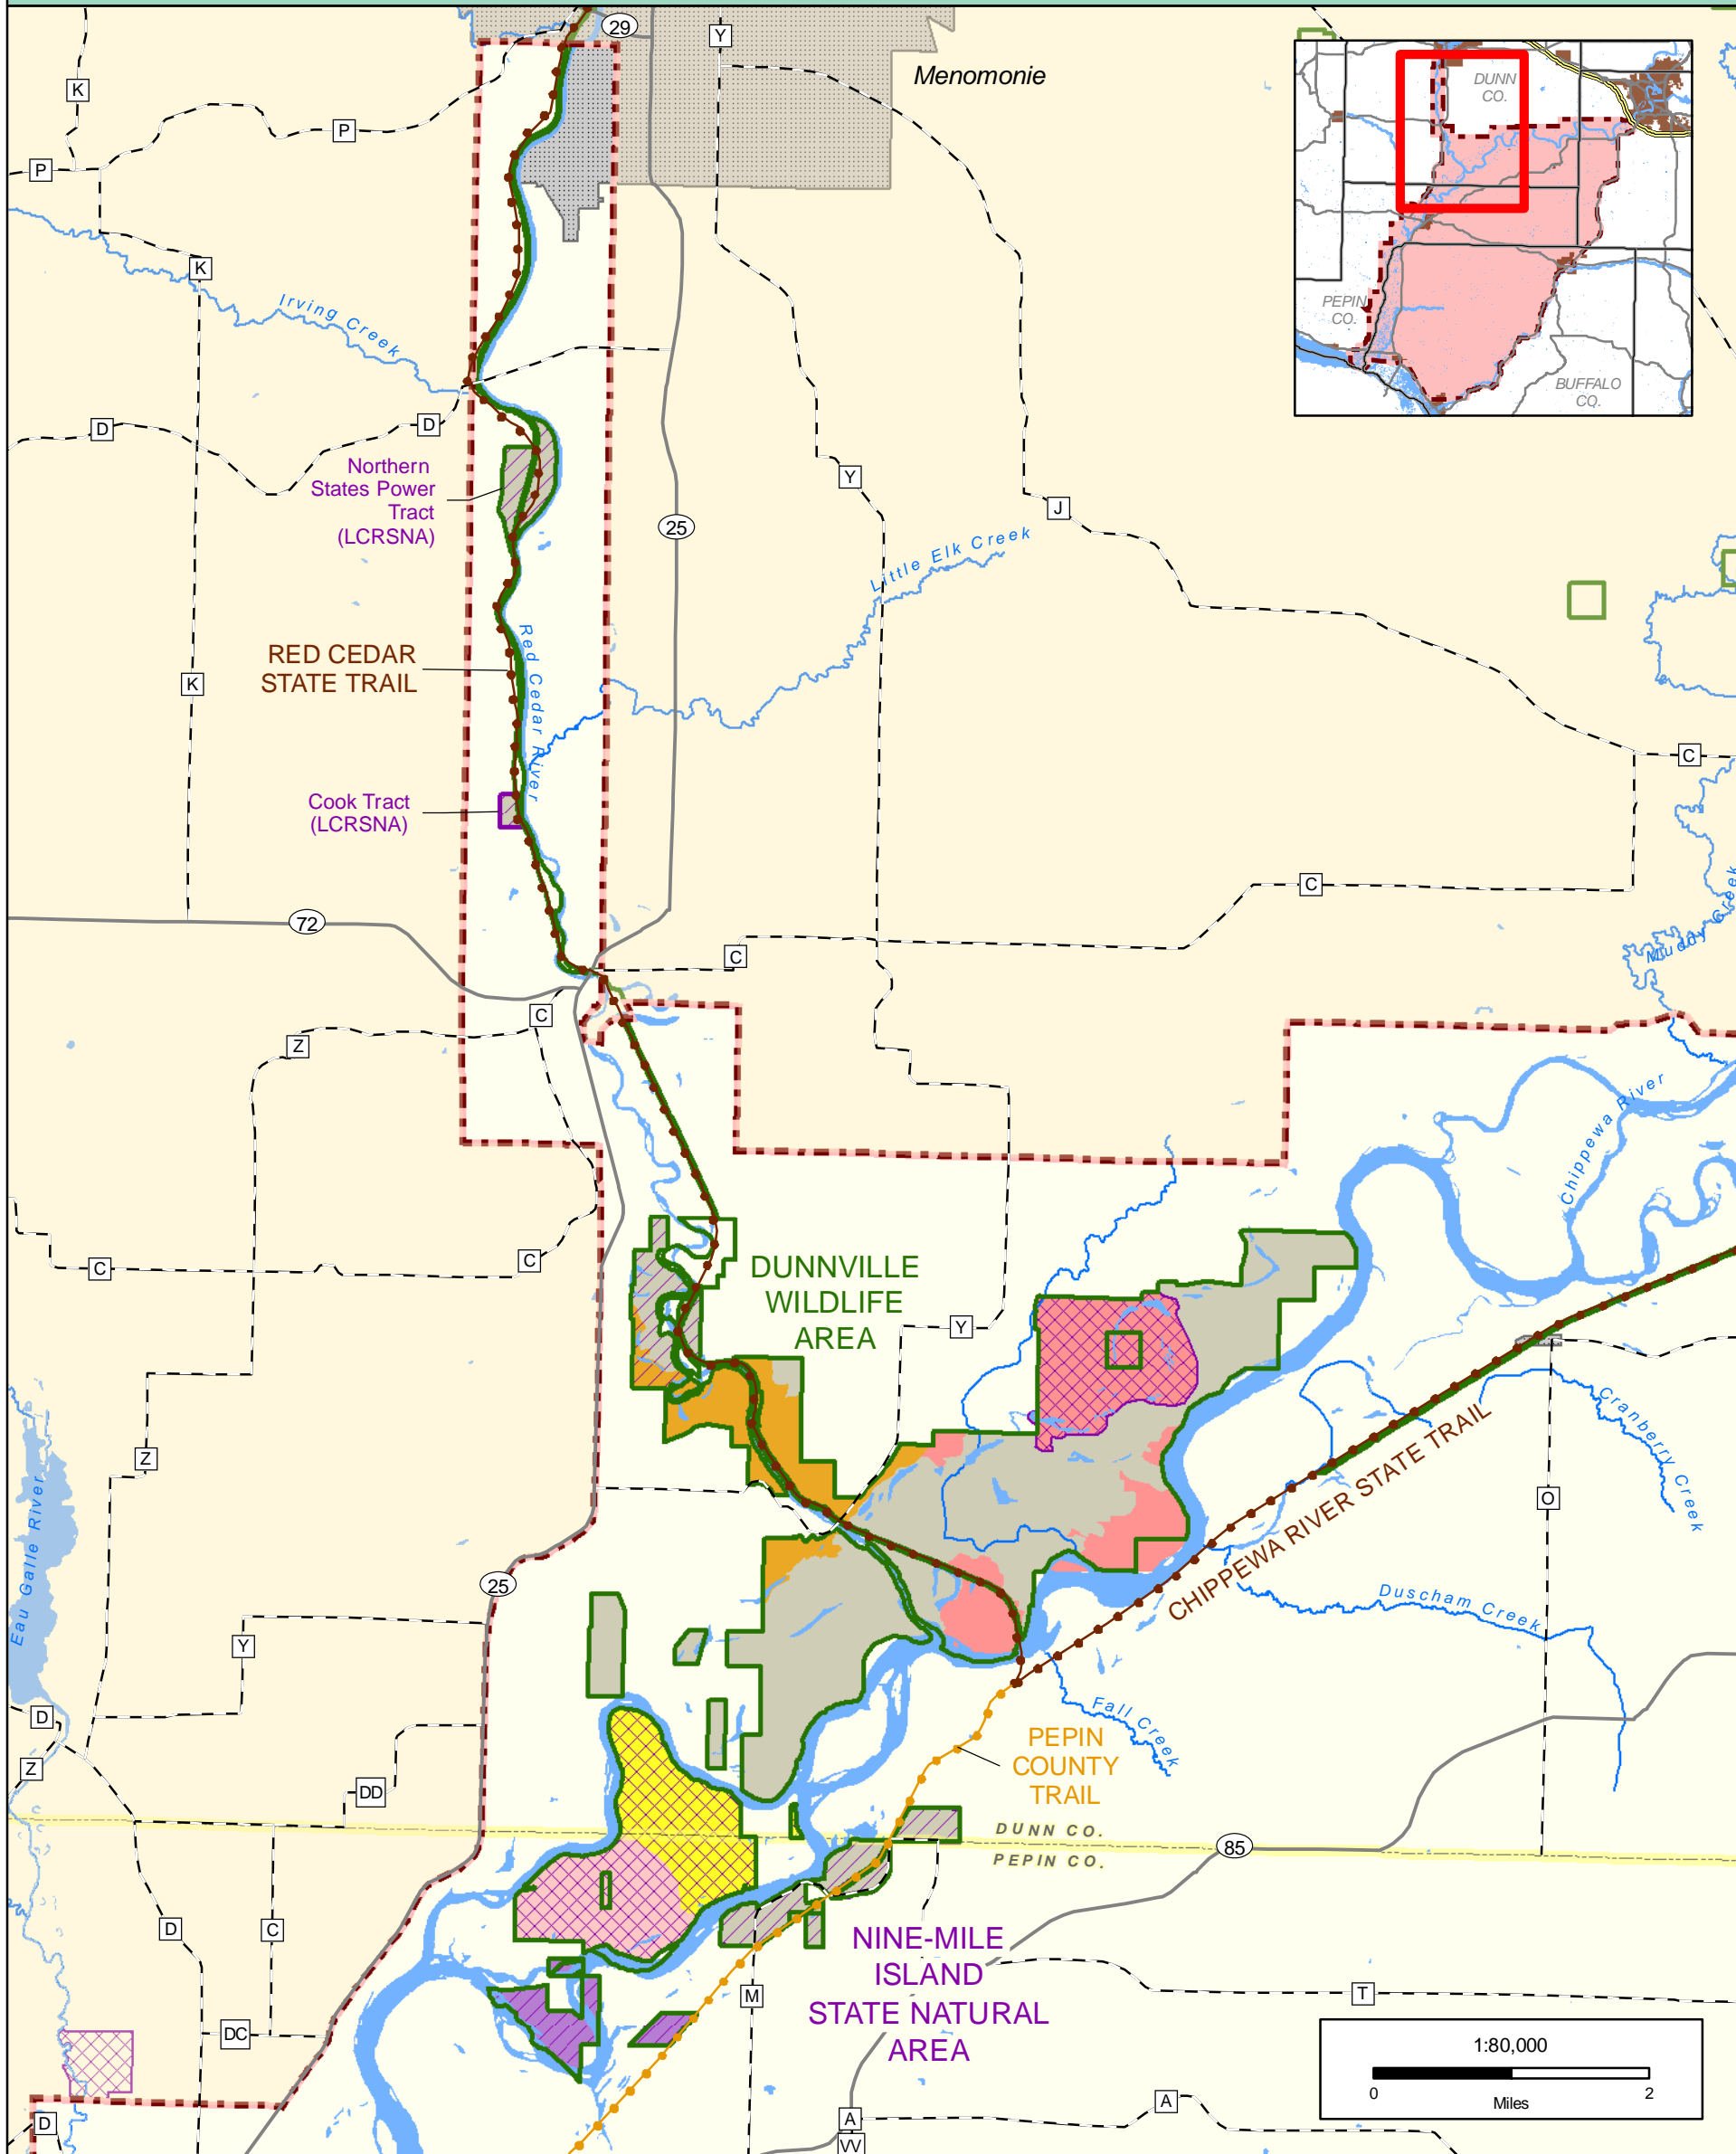 29
Y
Menomonie
K
P
P
K
Irving Creek
D
D
Northern
States Power
Tract
(LCRSNA)
25
Y
J
Little Elk Creek
RED CEDAR
STATE TRAIL
K
Red Cedar River
C
Cook Tract
(LCRSNA)
C
72
C
Muddy Creek
C
Z
Chippewa River
C
C
DUNNVILLE
WILDLIFE
AREA
Y
Z
Cranberry Creek
CHIPPEWA RIVER STATE TRAIL
O
Eau Galle River
25
Duscham Creek
Y
Fall Creek
D
Z
DD
PEPIN
COUNTY
TRAIL
DUNN CO.
PEPIN CO.
85
D
C
NINE-MILE
ISLAND
STATE NATURAL
AREA
M
T
DC
D
A
A
VV
DUNN
CO.
PEPIN
CO.
BUFFALO
CO.
1:80,000
0
2
Miles